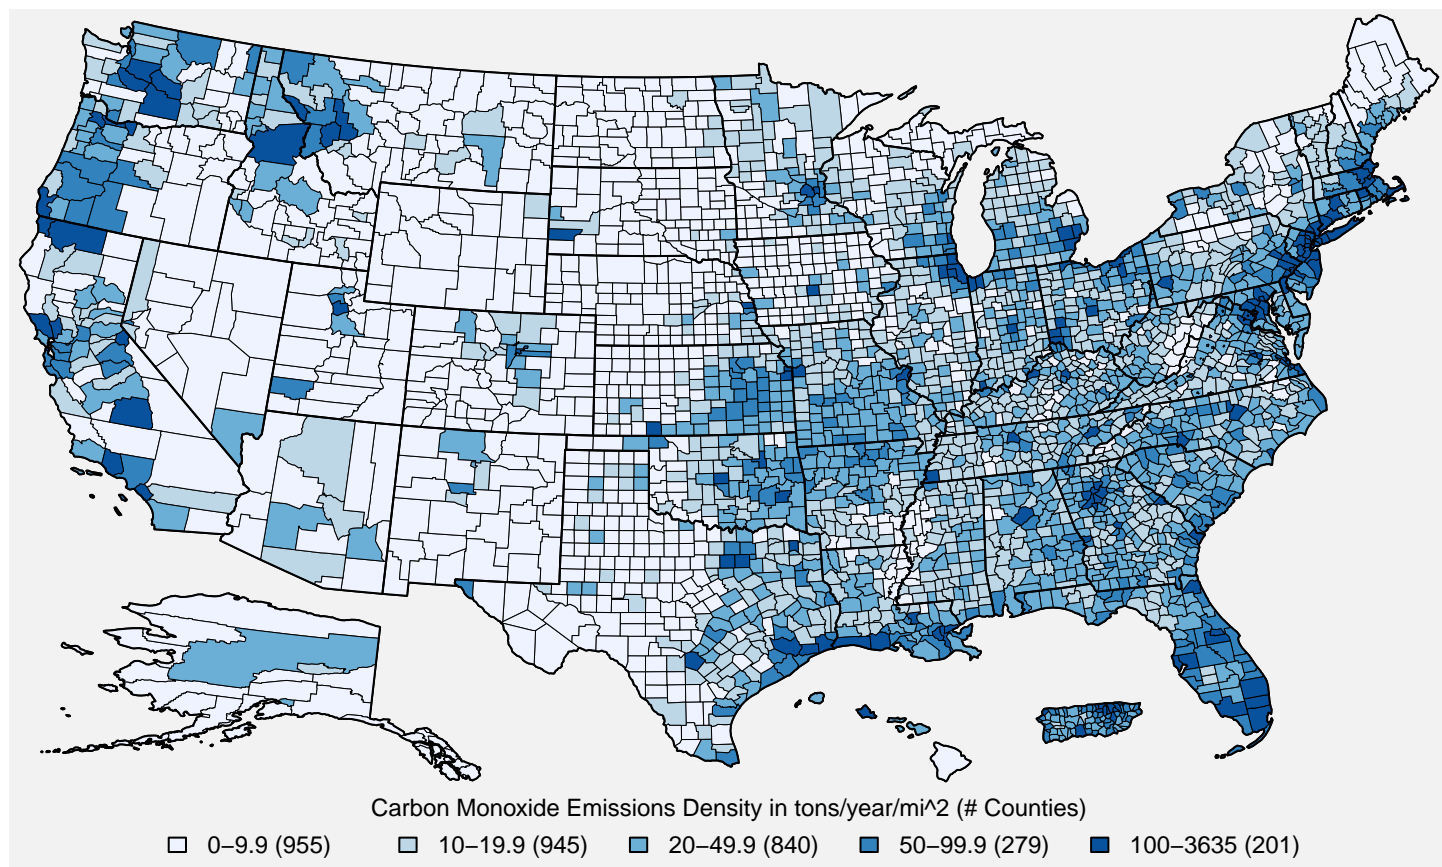 Carbon Monoxide Emissions Density in tons/year/mi^2 (# Counties)
0−9.9 (955) 10−19.9 (945) 20−49.9 (840) 50−99.9 (279) 100−3635 (201)